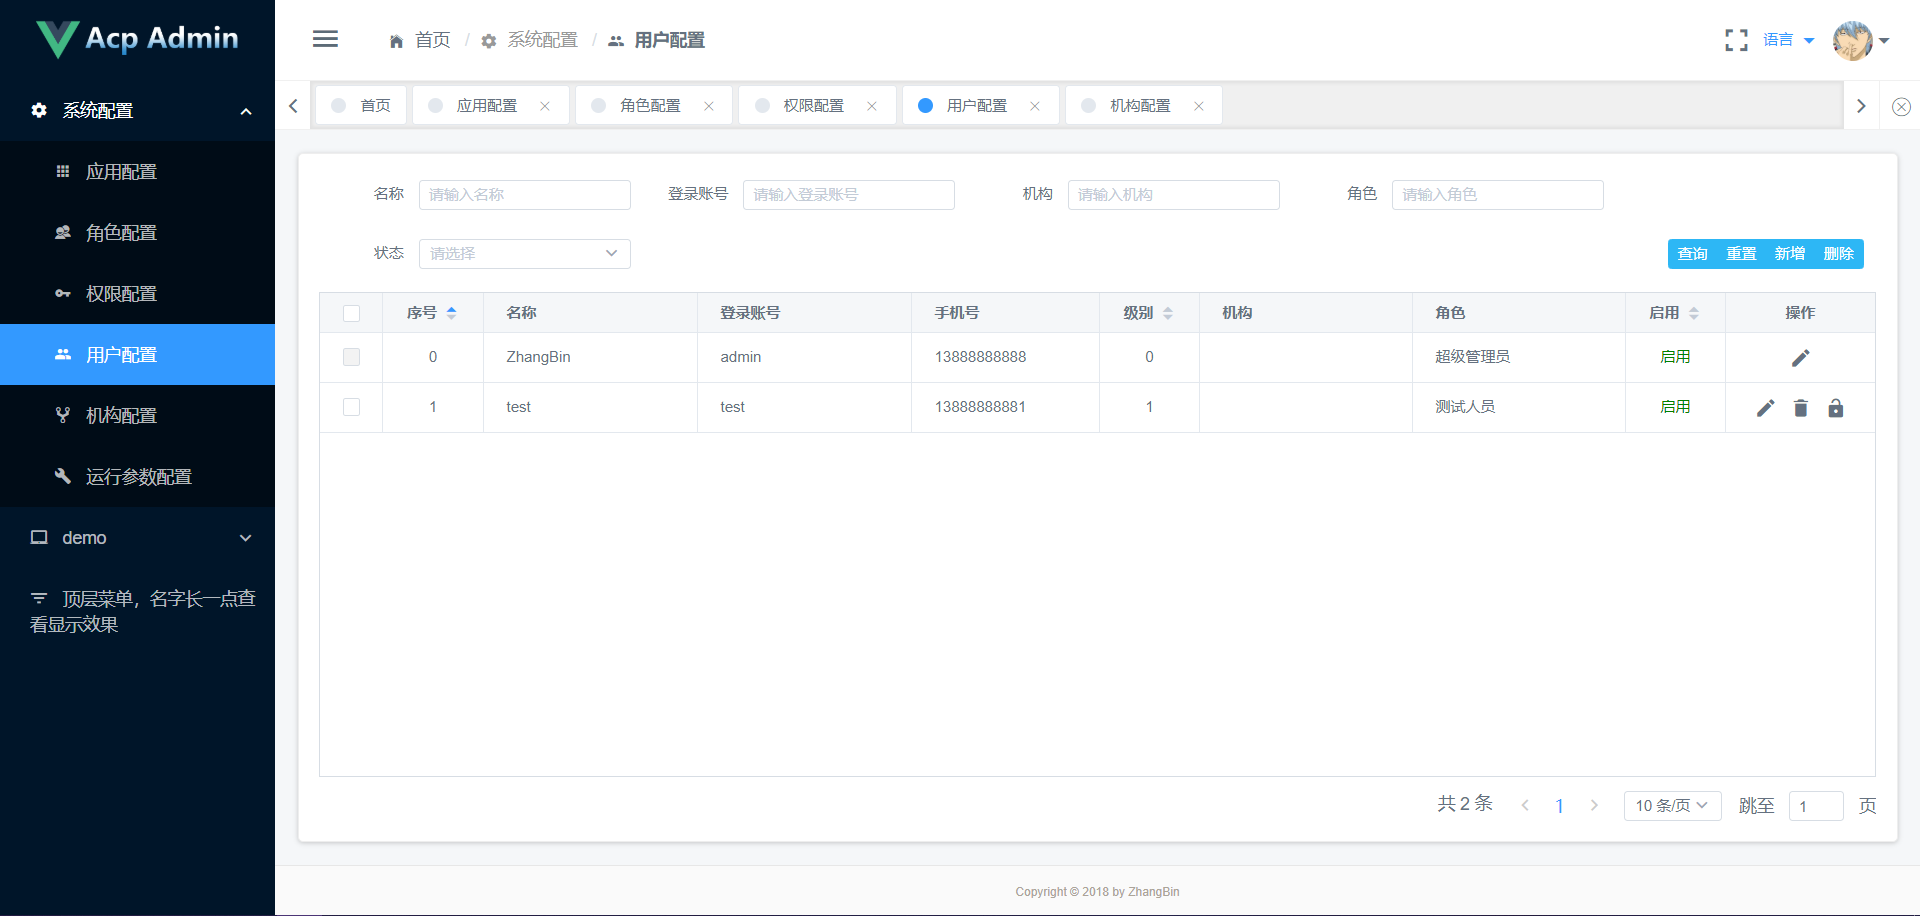 Acp Admin
首页 / 系统配置 / 用户配置
语言
系统配置
应用配置
角色配置
权限配置
用户配置
机构配置
运行参数配置
demo
顶层菜单，名字长一点查
看显示效果
首页 应用配置 角色配置 权限配置 用户配置 机构配置
名称 请输入名称 登录账号 请输入登录账号 机构 请输入机构 角色 请输入角色
状态 请选择 查询 重置 新增 删除
序号 名称 登录账号 手机号 级别 机构 角色 启用 操作
0 ZhangBin admin 13888888888 0 超级管理员 启用
1 test test 13888888881 1 测试人员 启用
共 2 条 1 10 条/页 跳至 1 页
Copyright © 2018 by ZhangBin